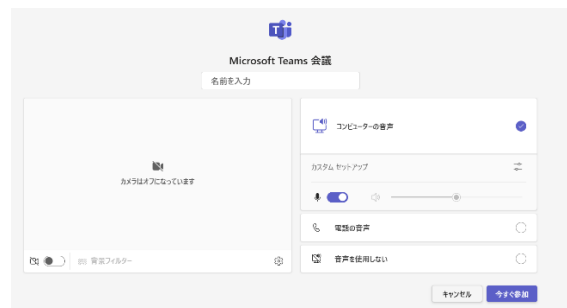 Microsoft Teams 会議
名前を入力
コンピューターの音声
カメラはオフになっています
カスタム セットアップ
電話の音声
背景フィルター
音声を使用しない
キャンセル
今すぐ参加